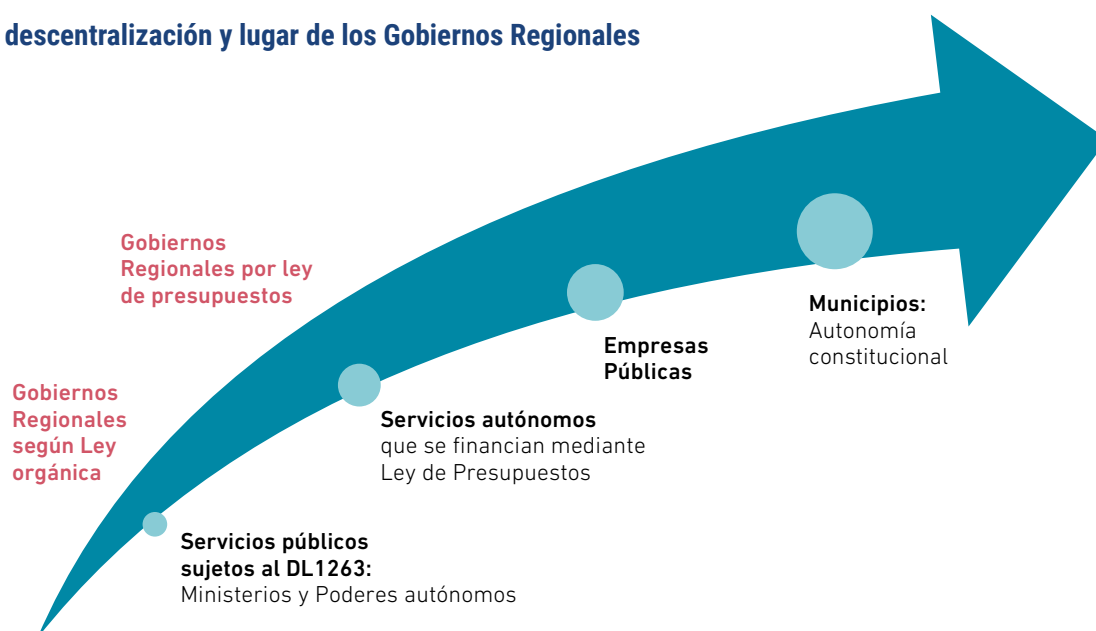 descentralización y lugar de los Gobiernos Regionales
Gobiernos
Regionales por ley
de presupuestos
Gobiernos
Regionales
según Ley
orgánica
Municipios:
Autonomía
constitucional
Empresas
Públicas
Servicios autónomos
que se financian mediante
Ley de Presupuestos
Servicios públicos
sujetos al DL1263:
Ministerios y Poderes autónomos